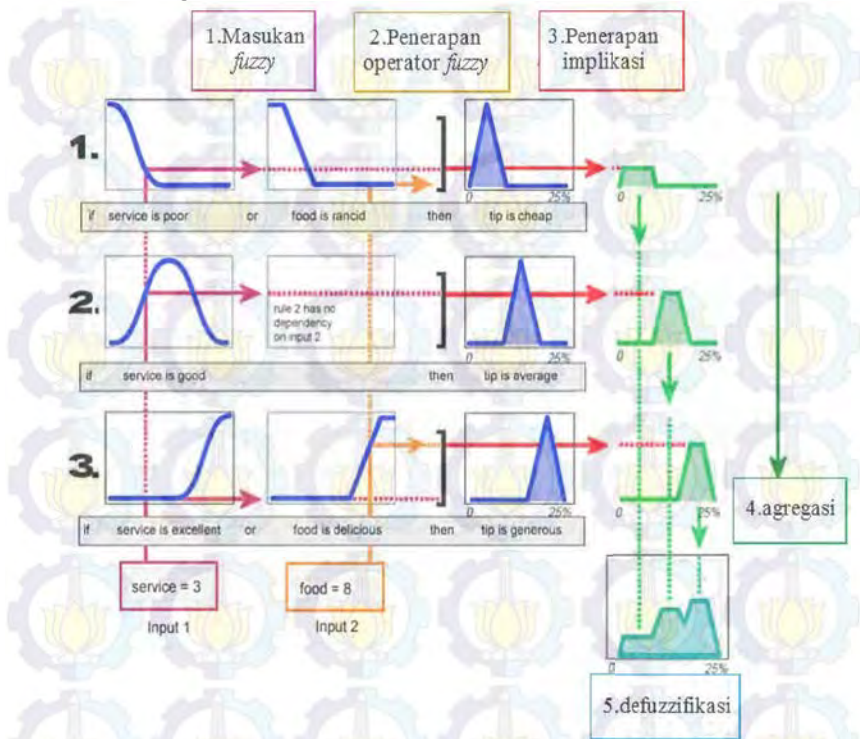 1.Masukan
fuzzy
2.Penerapan
operator fuzzy
3.Penerapan
implikasi
1.
0 25%
0 25%
if service is poor or food is rancid then tip is cheap
2.
rule 2 has no
dependency
on input 2
0 25%
0 25%
if service is good then tip is average
3.
0 25%
0 25%
if service is excellent or food is delicious then tip is generous
4.agregasi
service = 3
food = 8
Input 1
Input 2
0 25%
5.defuzzifikasi